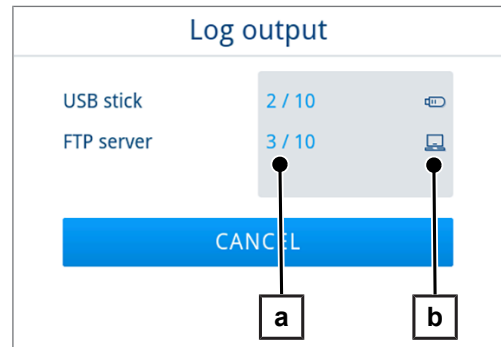 Log output
USB stick 2 / 10
FTP server 3 / 10
CANCEL
a b